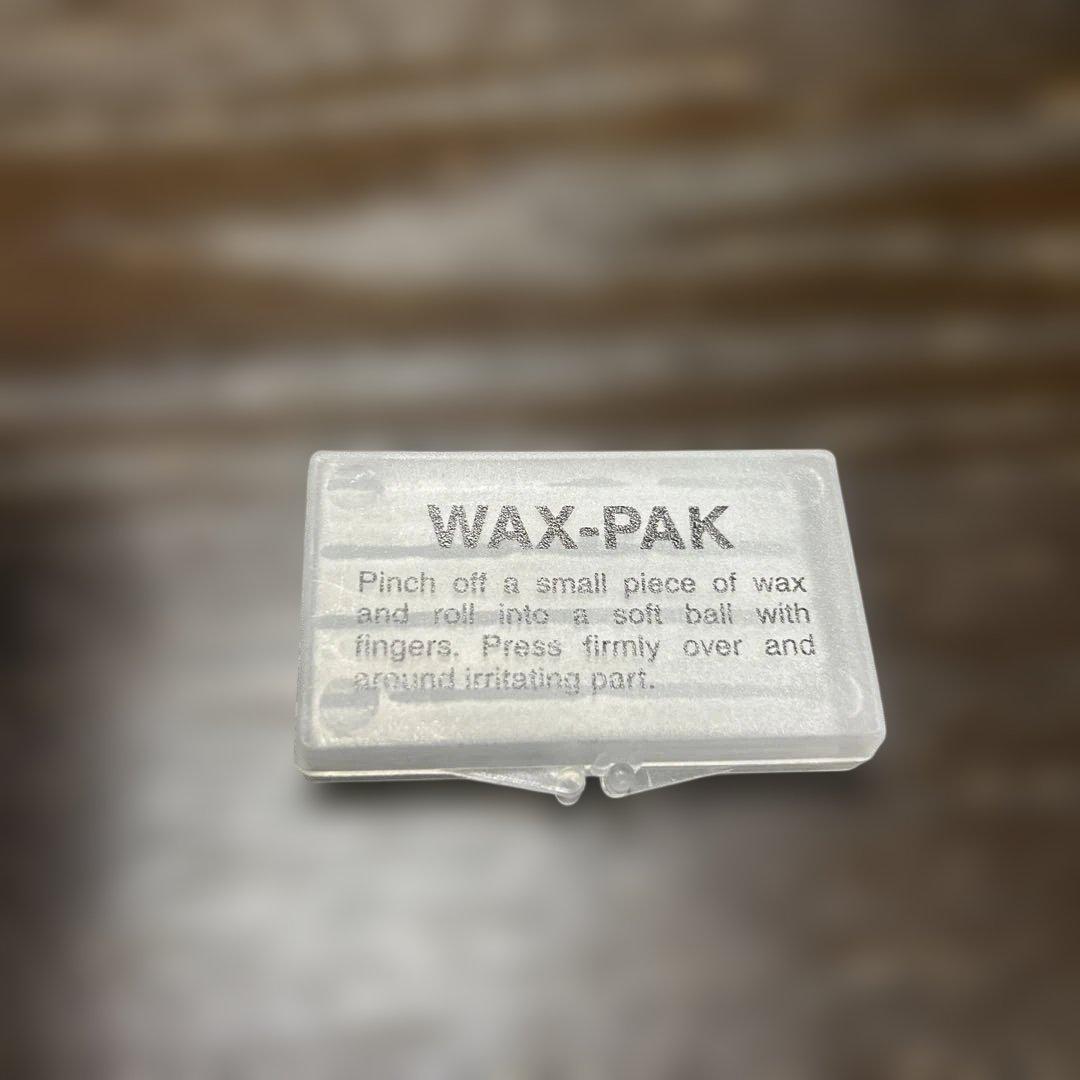 WAX-PAK
Pinch off a small piece of wax
and roll into a soft ball with
fingers. Press firmly over and
around irritating part.